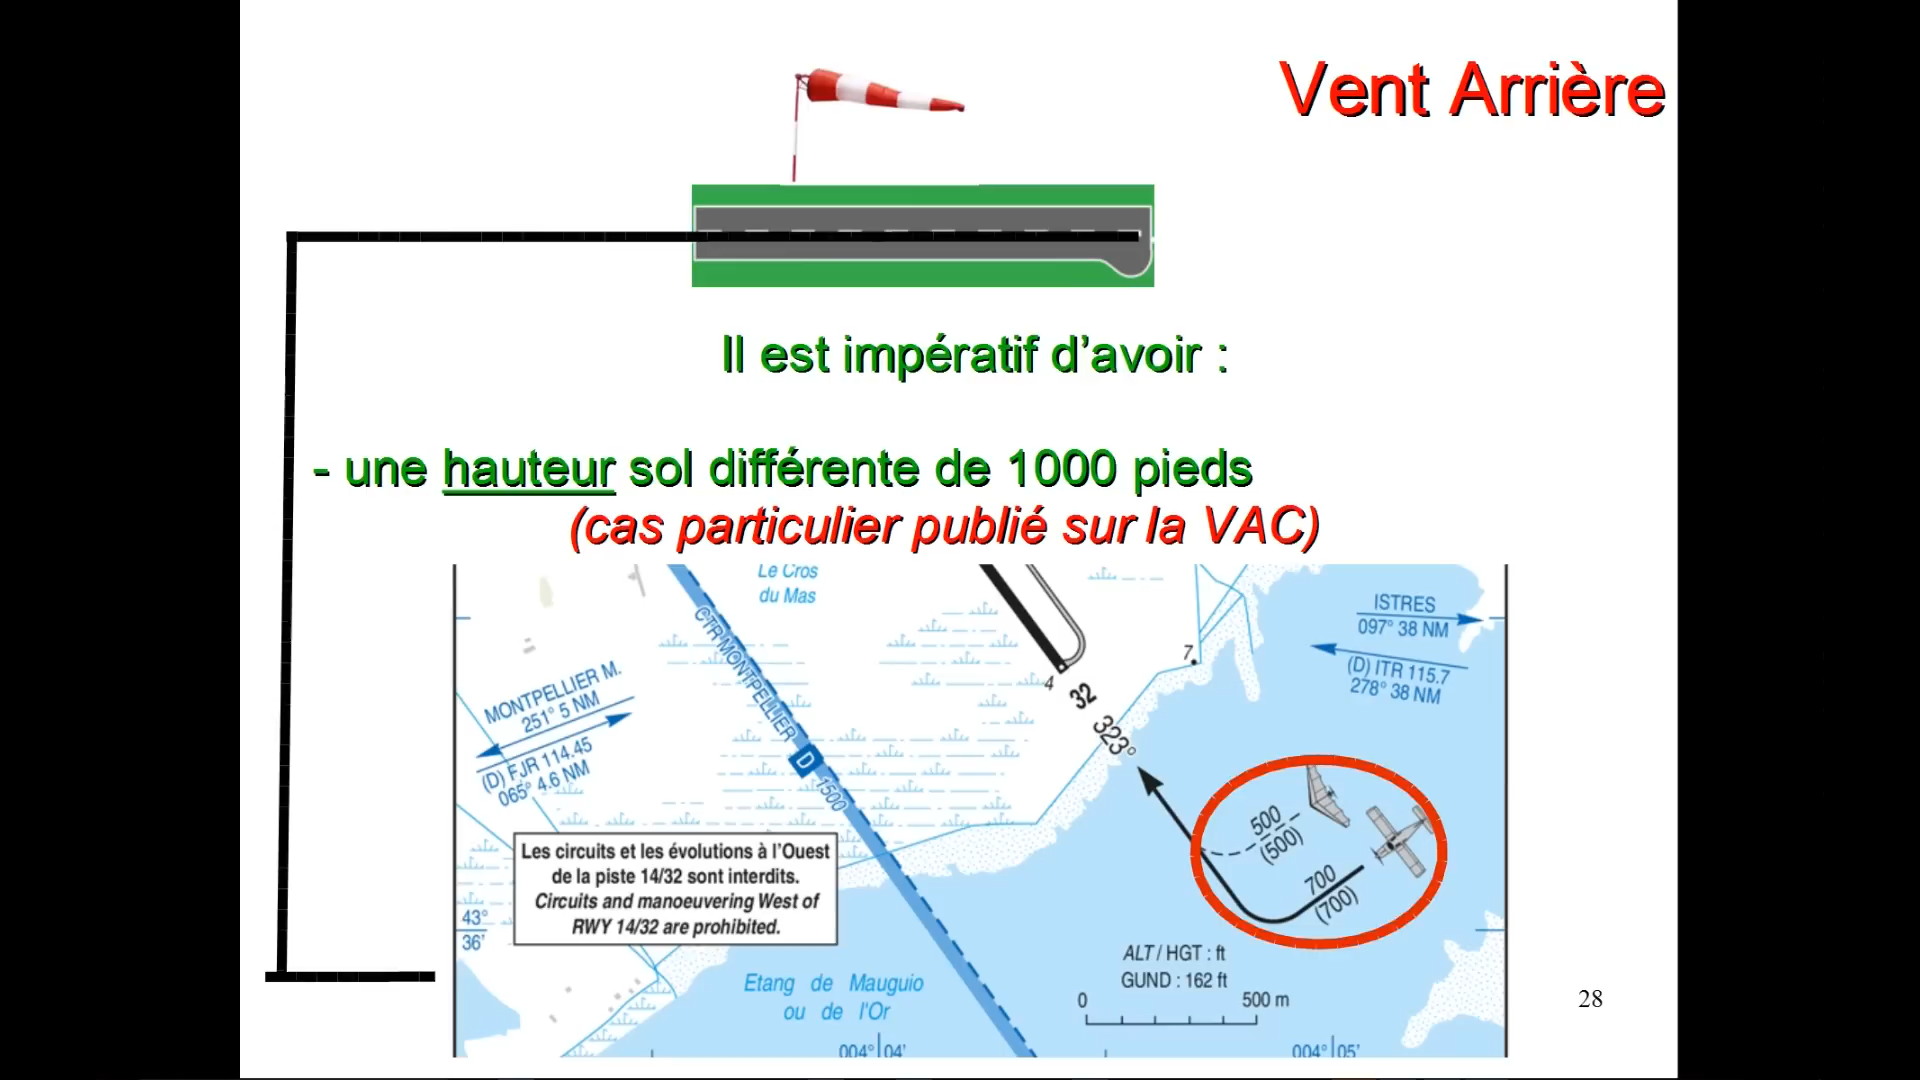 Vent Arrière
Il est impératif d’avoir :
- une hauteur sol différente de 1000 pieds
(cas particulier publié sur la VAC)
Le Cros
du Mas
CTR MONTPELLIER
D
1500
ISTRES
097° 38 NM
(D) ITR 115.7
278° 38 NM
7
4
32
323°
MONTPELLIER M.
251° 5 NM
(D) FJR 114.45
065° 4.6 NM
500
(500)
700
(700)
Les circuits et les évolutions à l’Ouest
de la piste 14/32 sont interdits.
Circuits and manoeuvering West of
RWY 14/32 are prohibited.
43°
36'
Etang de Mauguio
ou de l'Or
ALT / HGT : ft
GUND : 162 ft
0 500 m
28
004° 04'
004° 05'